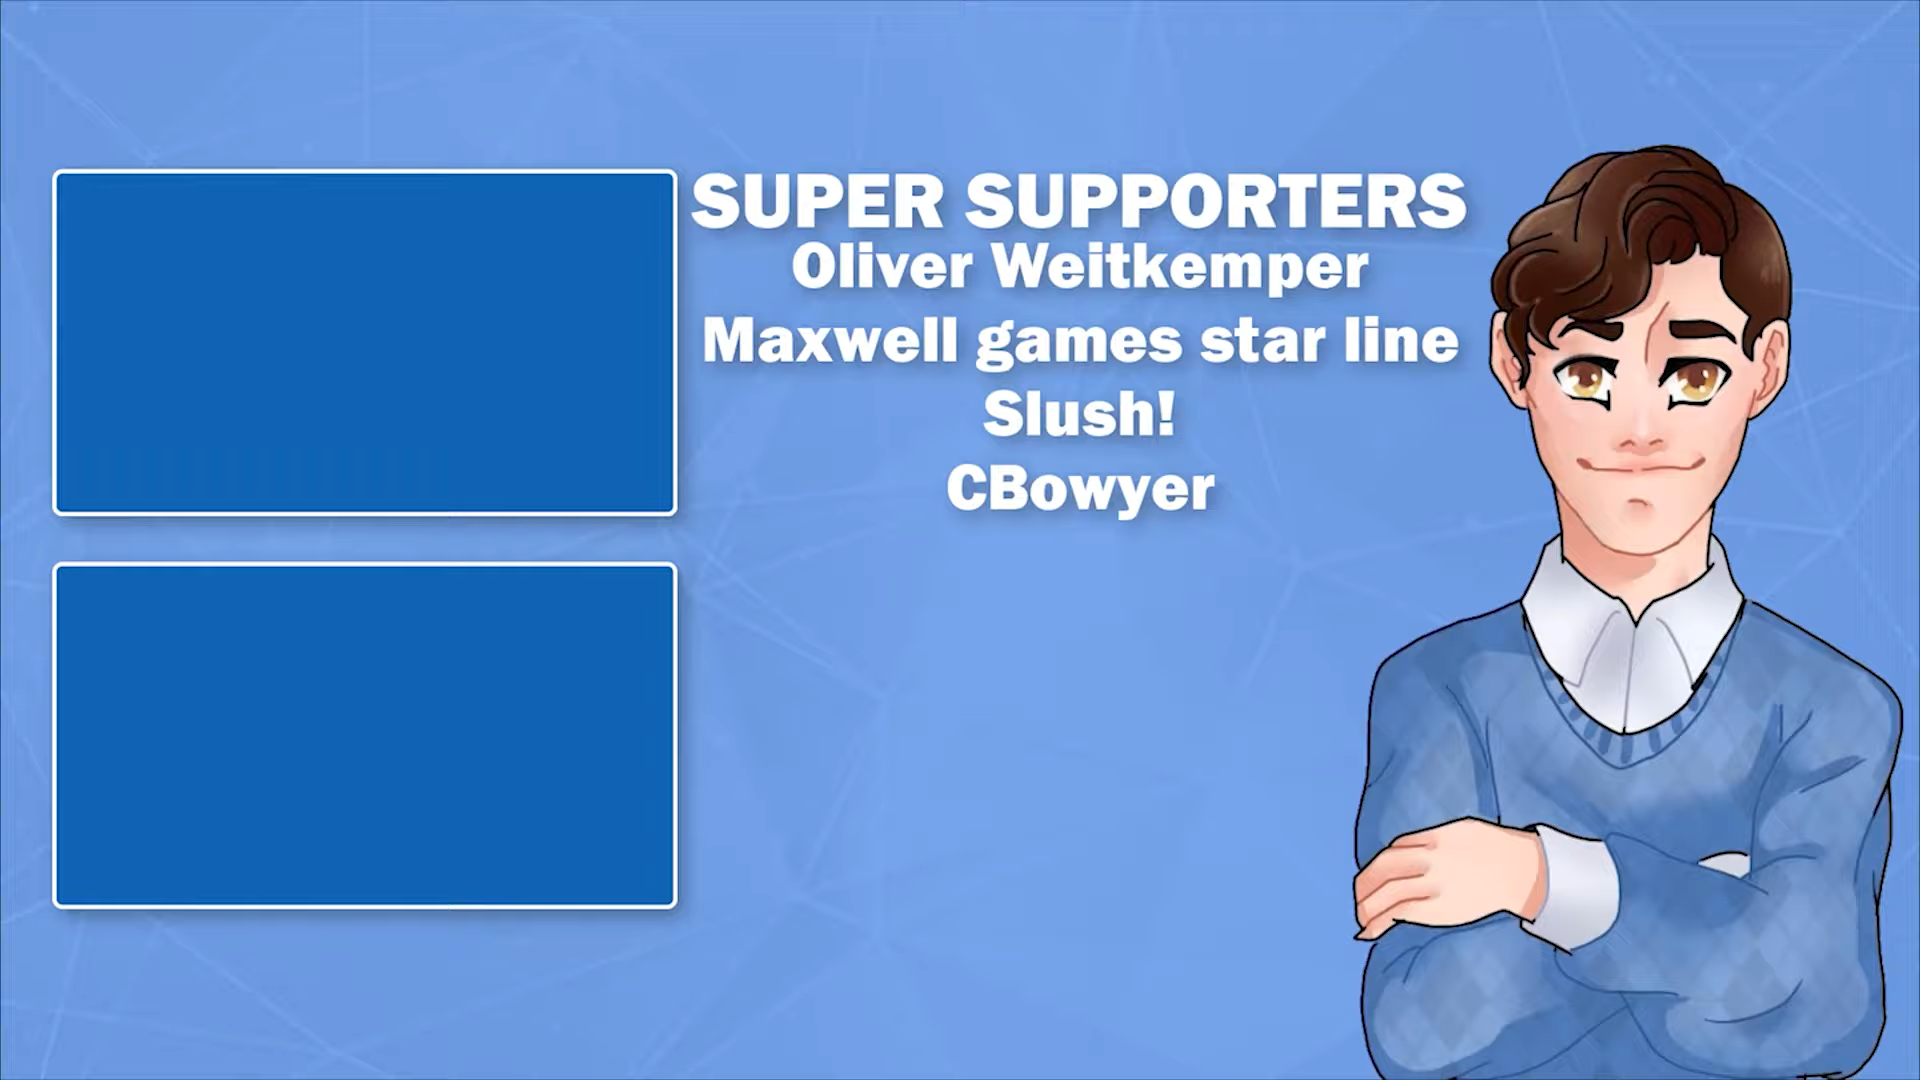 SUPER SUPPORTERS
Oliver Weitkemper
Maxwell games star line
Slush!
CBowyer